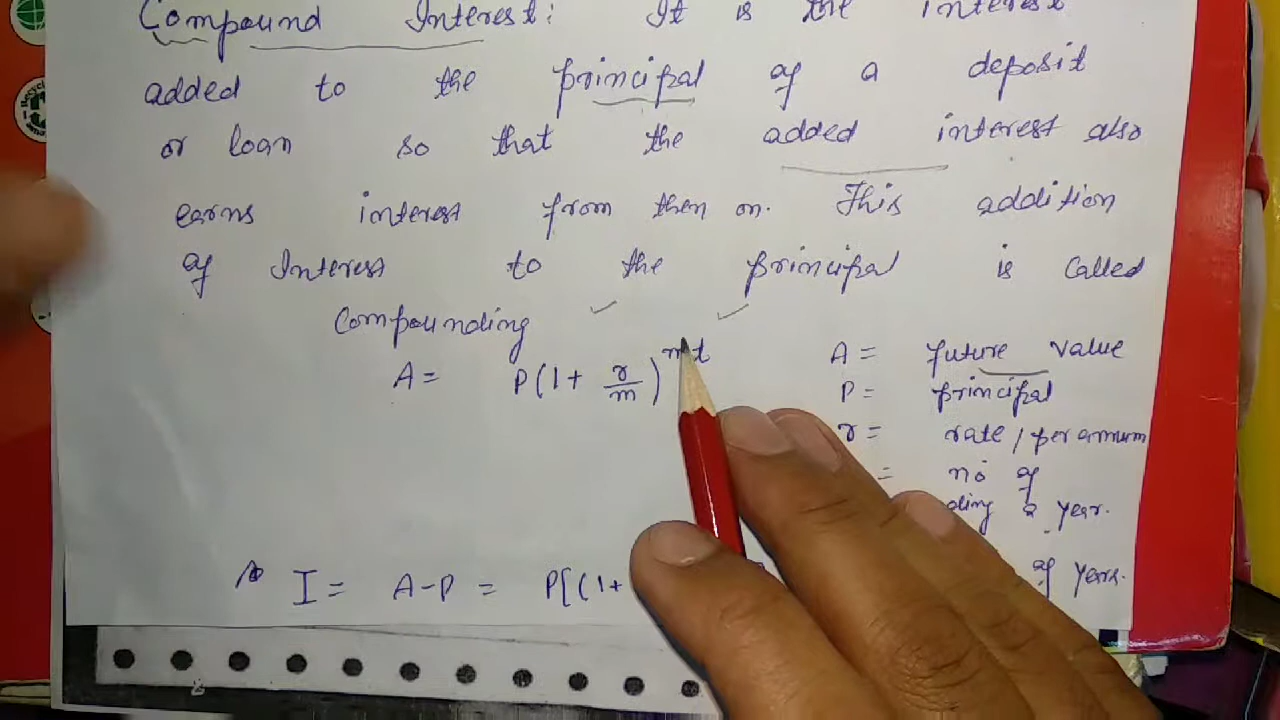 Compound Interest: It is the interest
added to the principal of a deposit
or loan so that the added interest also
earns interest from then on. This addition
of Interest to the principal is called
Compounding
A = P(1 + r/m)^mt
A = future value
P = principal
r = rate/per annum
= no of
ding a year.
of years.
I = A-P = P[(1+